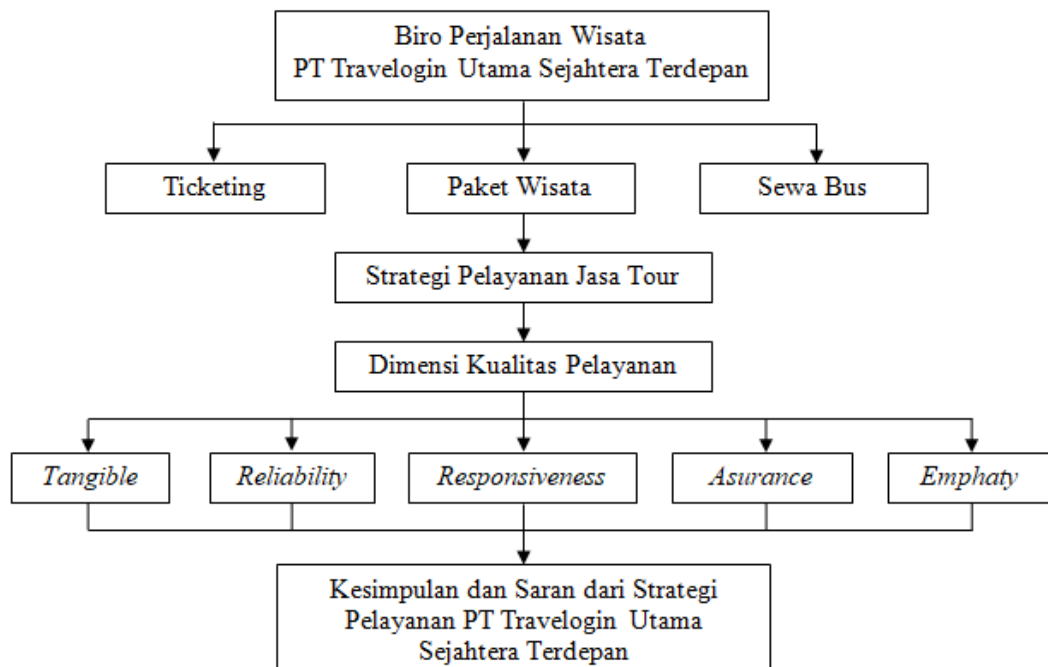 Biro Perjalanan Wisata
PT Travelogin Utama Sejahtera Terdepan
Ticketing
Paket Wisata
Sewa Bus
Strategi Pelayanan Jasa Tour
Dimensi Kualitas Pelayanan
Tangible
Reliability
Responsiveness
Asurance
Emphaty
Kesimpulan dan Saran dari Strategi
Pelayanan PT Travelogin Utama
Sejahtera Terdepan